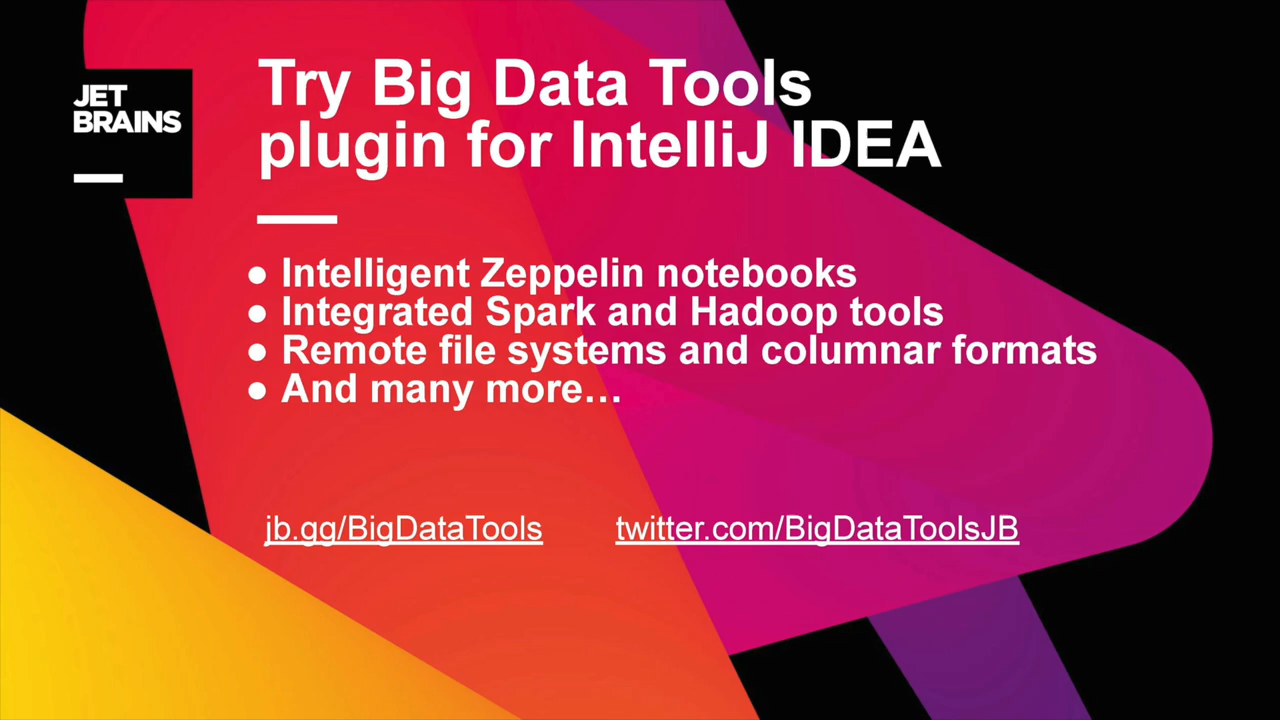 JET
BRAINS
Try Big Data Tools
plugin for IntelliJ IDEA
● Intelligent Zeppelin notebooks
● Integrated Spark and Hadoop tools
● Remote file systems and columnar formats
● And many more…
jb.gg/BigDataTools twitter.com/BigDataToolsJB